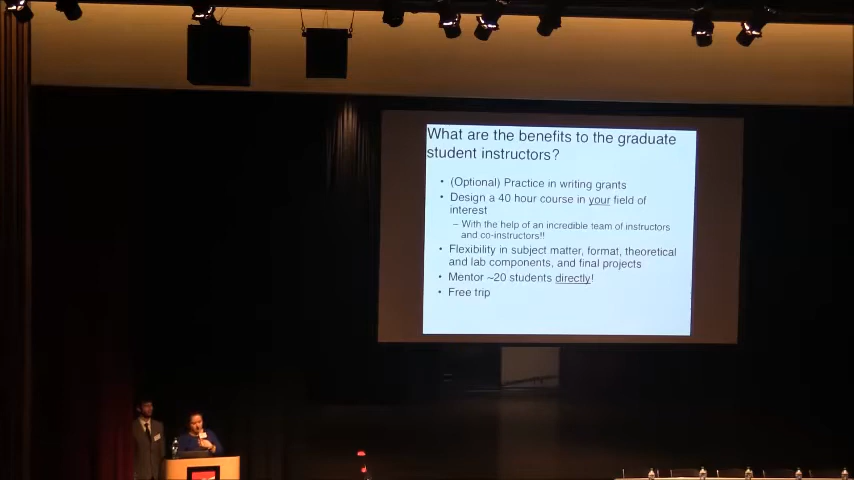 What are the benefits to the graduate
student instructors?
• (Optional) Practice in writing grants
• Design a 40 hour course in your field of
interest
– With the help of an incredible team of instructors
and co-instructors!!
• Flexibility in subject matter, format, theoretical
and lab components, and final projects
• Mentor ~20 students directly!
• Free trip